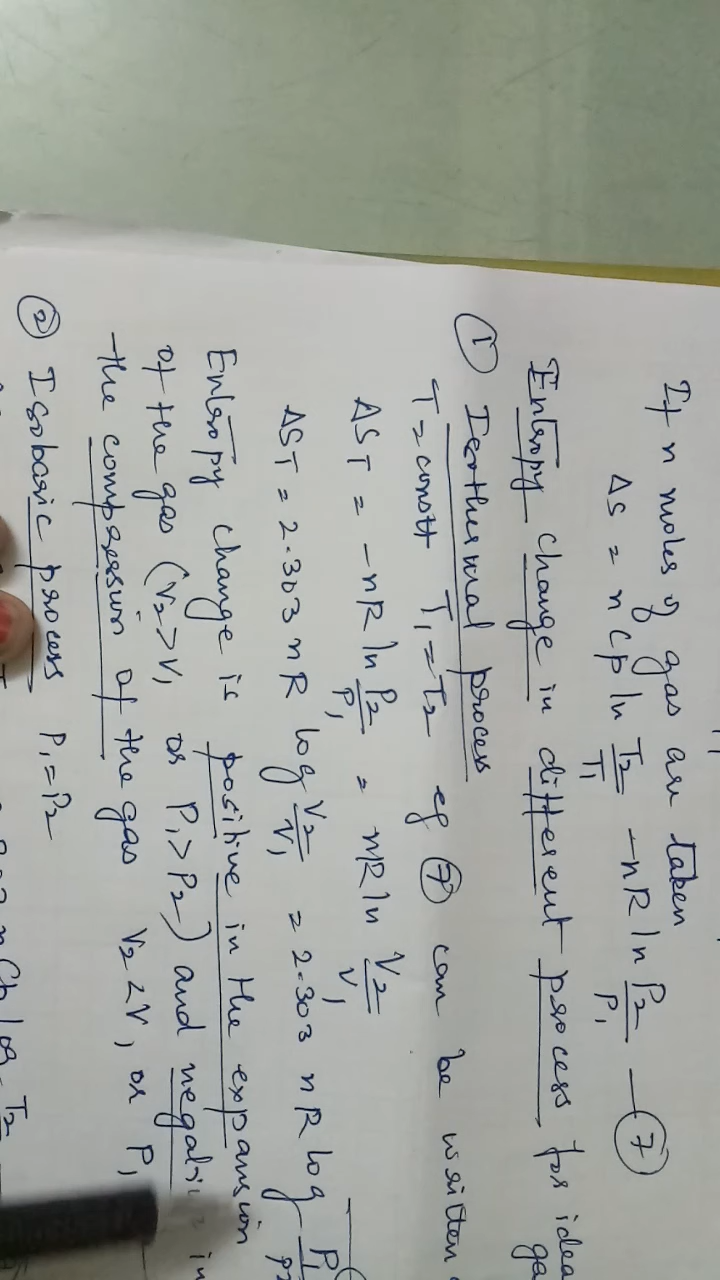 If n moles of gas are taken
ΔS = n Cp ln T2/T1 - nR ln P2/P1 — ⑦
Entropy change in different process for idea
ga
① Isothermal process
T = constt T1 = T2 eq ⑦ can be written
ΔST = -nR ln P2/P1 = nR ln V2/V1
ΔST = 2.303 nR log V2/V1 = 2.303 nR log P1/P2
Entropy change is positive in the expansion
of the gas (V2 > V1 or P1 > P2) and negative in
the compression of the gas V2 < V1 or P1
② Isobaric process P1 = P2